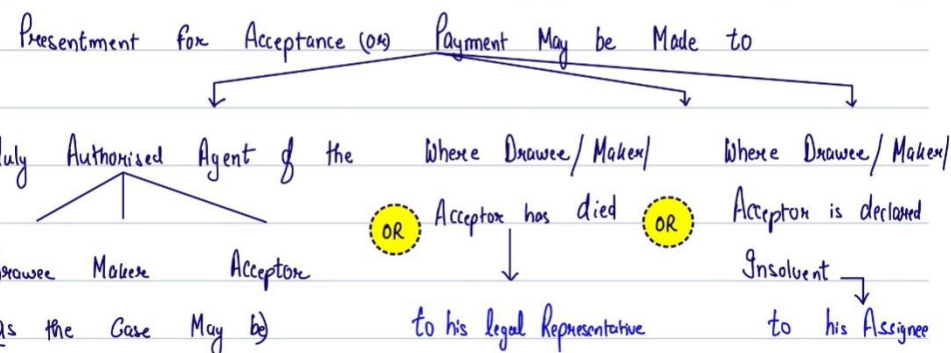 Presentment for Acceptance (OR) Payment May be Made to
uly Authorised Agent of the
Drawee Maker Acceptor
as the Case May be)
OR
Where Drawee/ Maker/
Acceptor has died
to his legal Representative
OR
Where Drawee/ Maker/
Acceptor is declared
Insolvent
to his Assignee